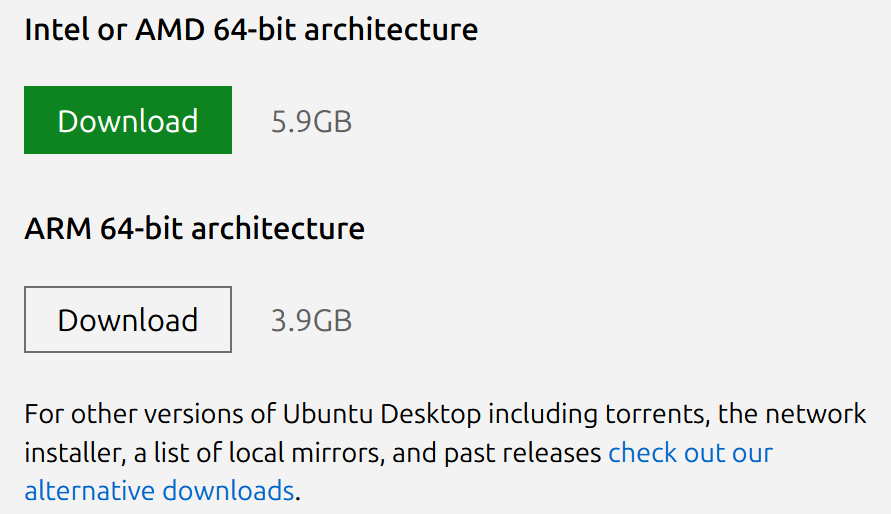 Intel or AMD 64-bit architecture
Download 5.9GB
ARM 64-bit architecture
Download 3.9GB
For other versions of Ubuntu Desktop including torrents, the network
installer, a list of local mirrors, and past releases check out our
alternative downloads.